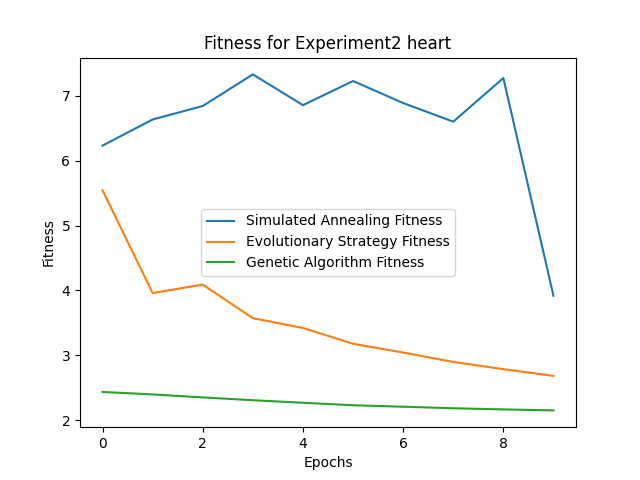 Fitness for Experiment2 heart
7
6
5
4
3
2
Fitness
Simulated Annealing Fitness
Evolutionary Strategy Fitness
Genetic Algorithm Fitness
0 2 4 6 8
Epochs